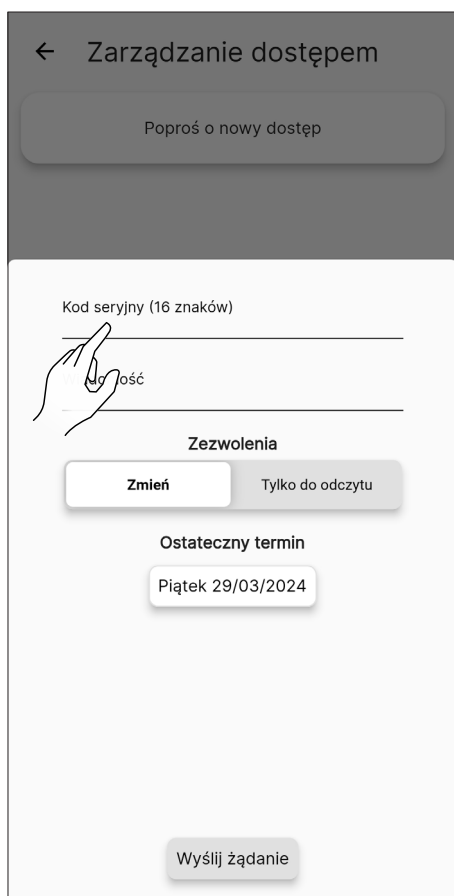 Zarządzanie dostępem
Poproś o nowy dostęp
Kod seryjny (16 znaków)
Zezwolenia
Zmień
Tylko do odczytu
Ostateczny termin
Piątek 29/03/2024
Wyślij żądanie